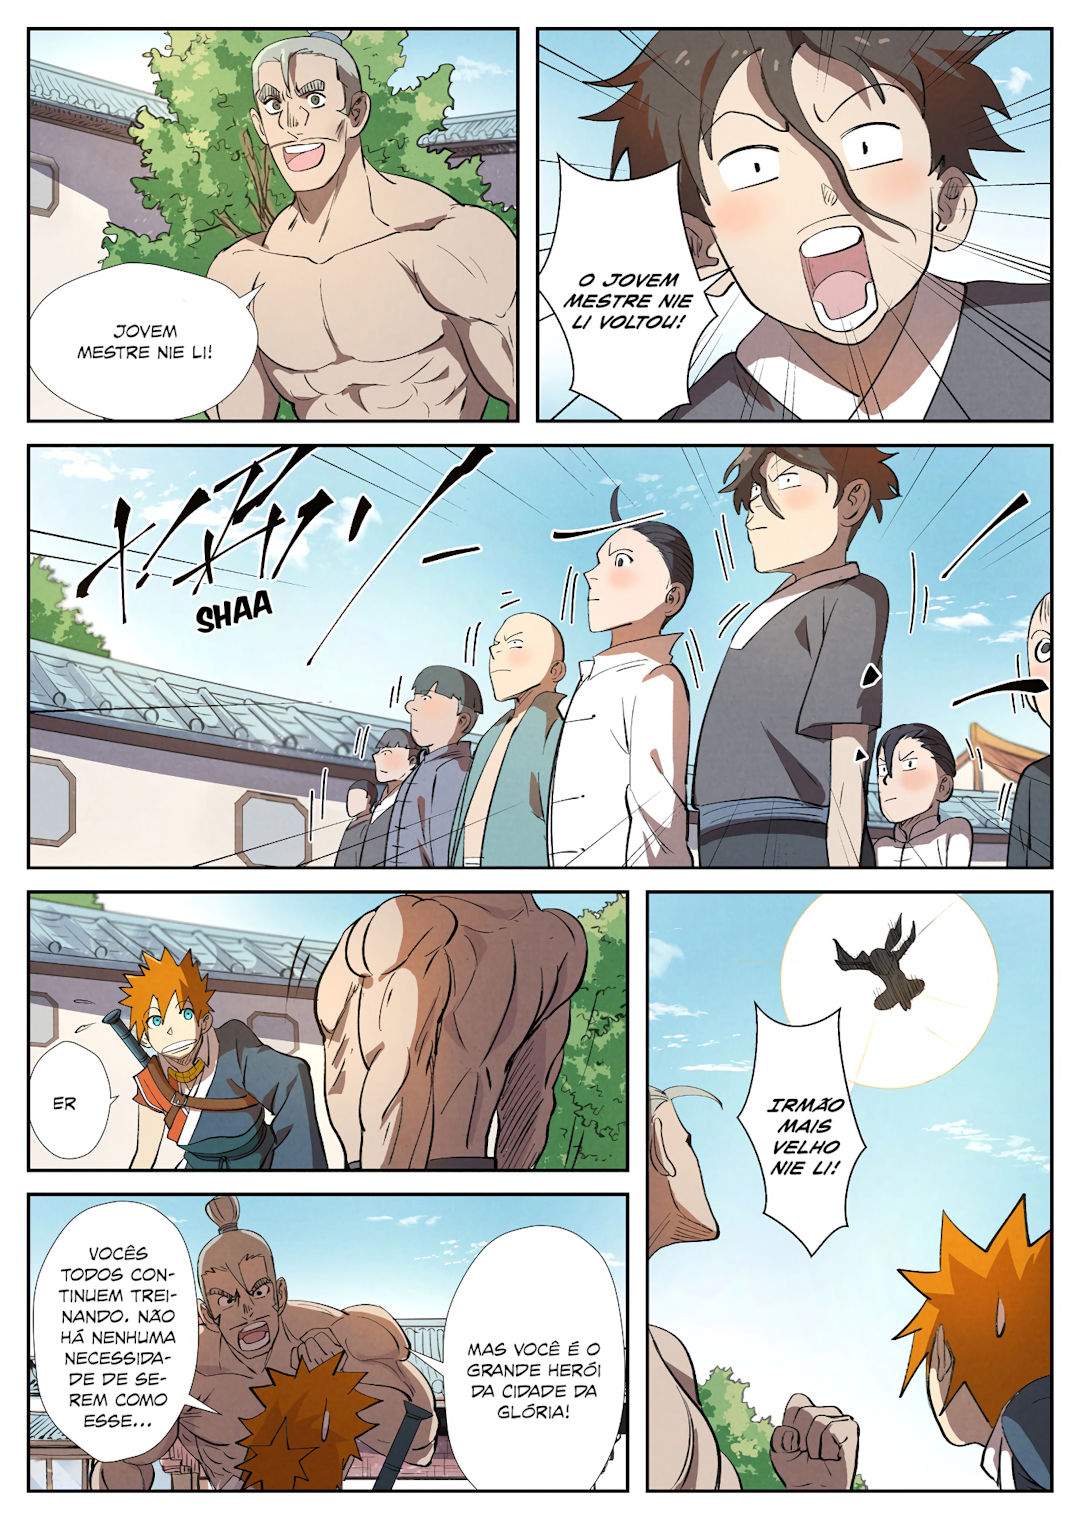 JOVEM
MESTRE NIE LI!
O JOVEM
MESTRE NIE
LI VOLTOU!
SHAA
ER
IRMÃO
MAIS
VELHO
NIE LI!
VOCÊS
TODOS CON-
TINUEM TREI-
NANDO. NÃO
HÁ NENHUMA
NECESSIDA-
DE DE SE-
REM COMO
ESSE...
MAS VOCÊ É O
GRANDE HERÓI
DA CIDADE DA
GLÓRIA!